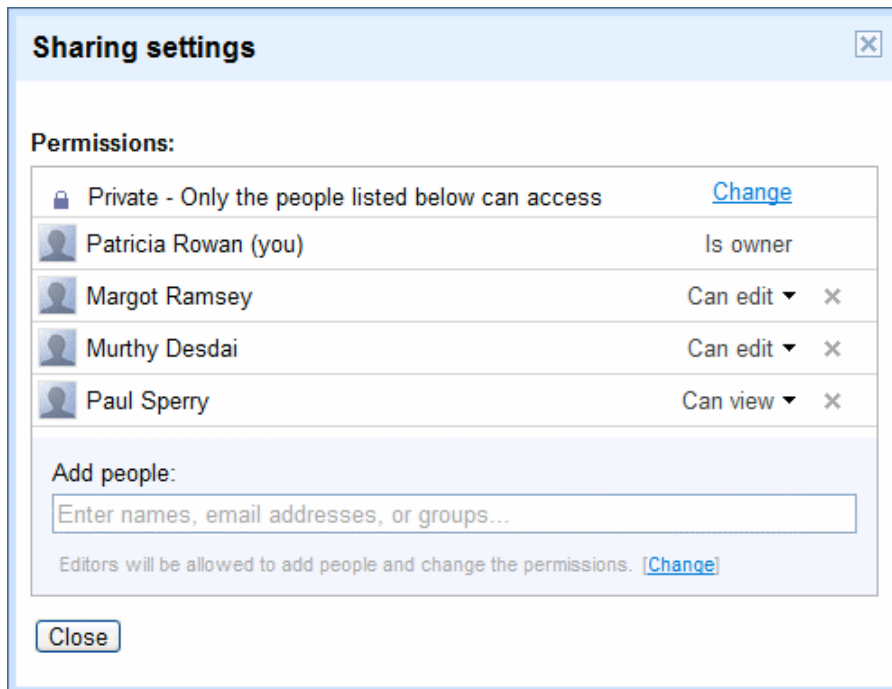 Sharing settings
Permissions:
Private - Only the people listed below can access Change
Patricia Rowan (you) Is owner
Margot Ramsey Can edit
Murthy Desdai Can edit
Paul Sperry Can view
Add people:
Enter names, email addresses, or groups...
Editors will be allowed to add people and change the permissions. [Change]
Close